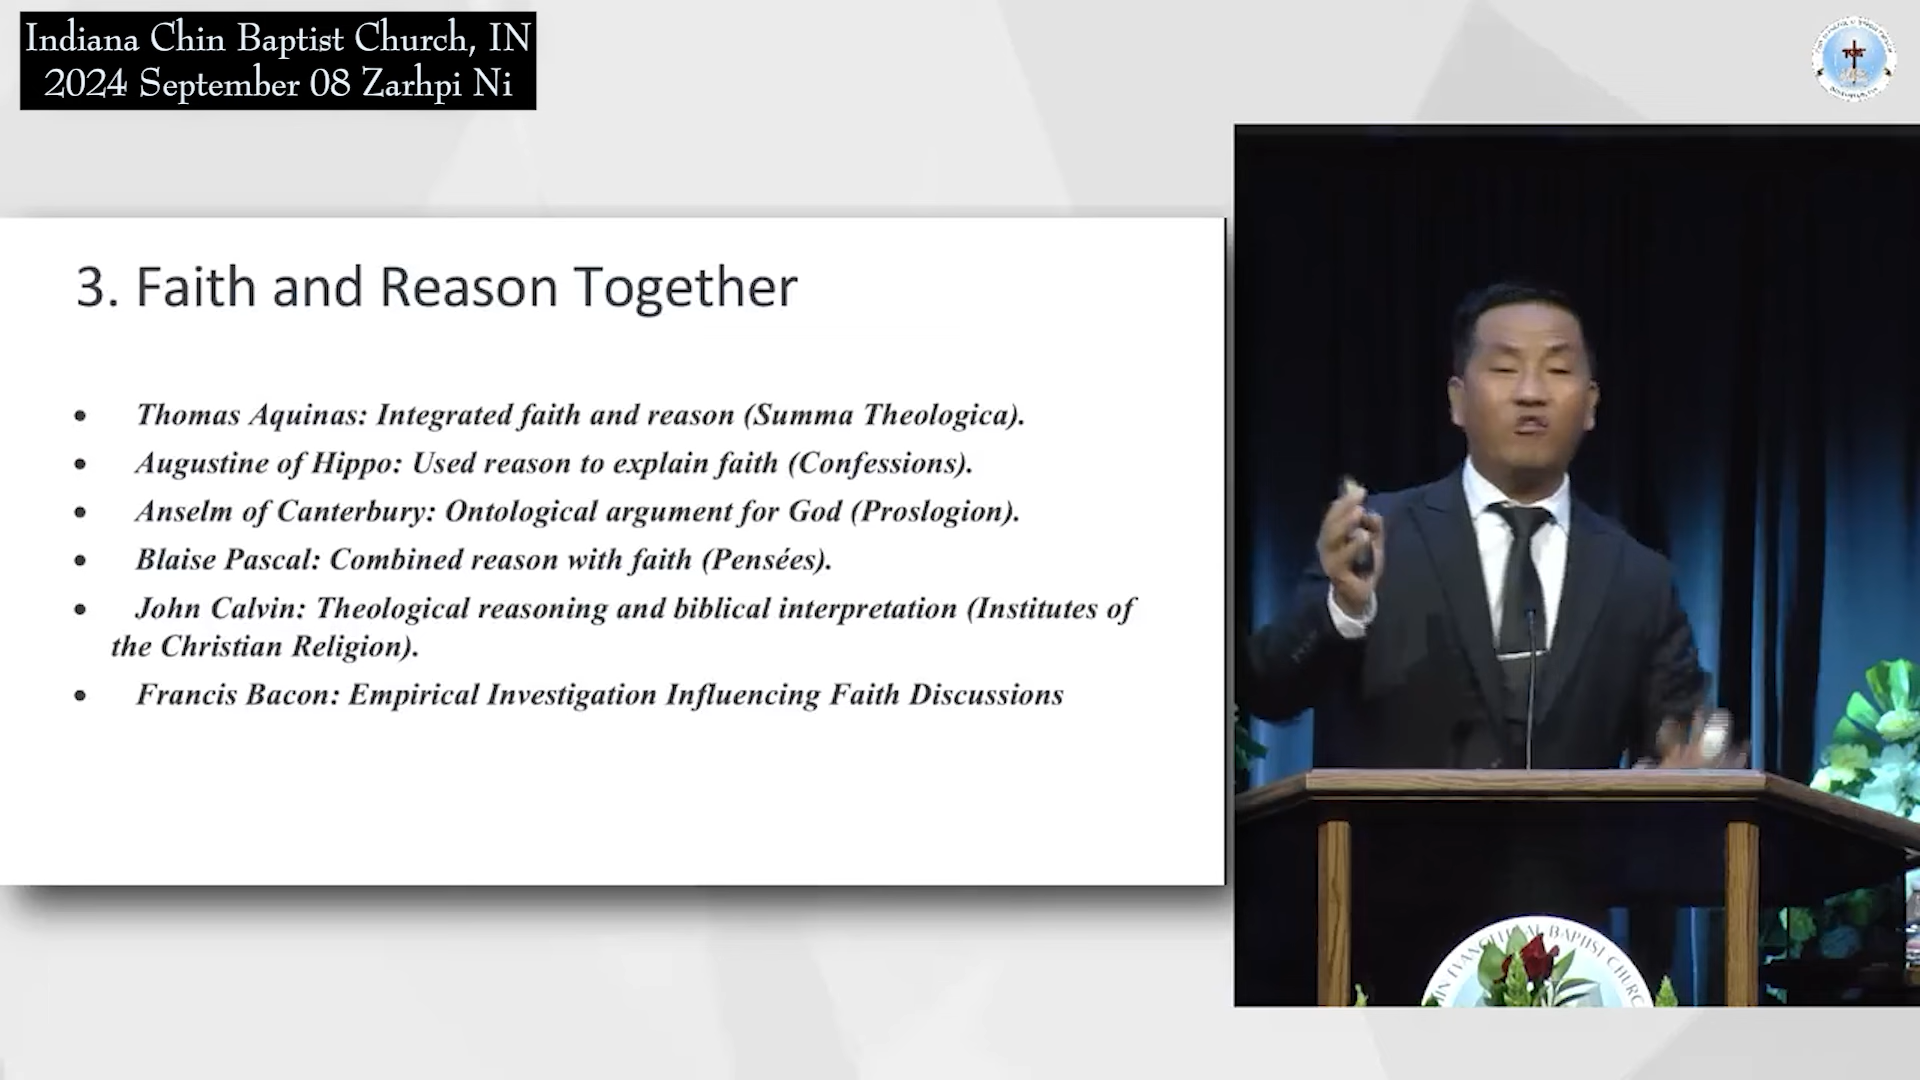 Indiana Chin Baptist Church, IN
2024 September 08 Zarhpi Ni
3. Faith and Reason Together
• Thomas Aquinas: Integrated faith and reason (Summa Theologica).
• Augustine of Hippo: Used reason to explain faith (Confessions).
• Anselm of Canterbury: Ontological argument for God (Proslogion).
• Blaise Pascal: Combined reason with faith (Pensées).
• John Calvin: Theological reasoning and biblical interpretation (Institutes of
the Christian Religion).
• Francis Bacon: Empirical Investigation Influencing Faith Discussions
BAPTIST CHURC